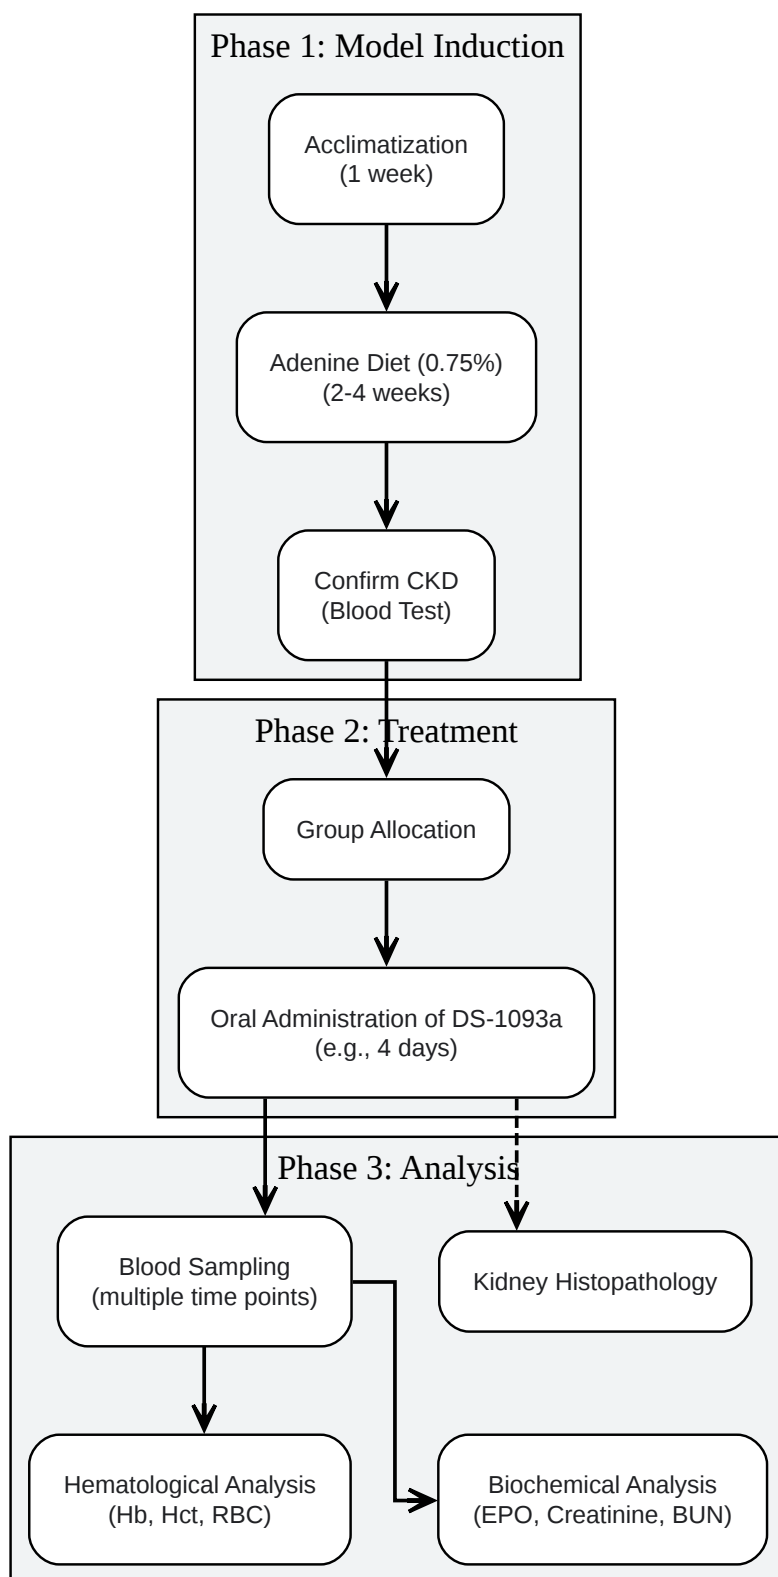 Phase 1: Model Induction
Acclimatization
(1 week)
Adenine Diet (0.75%)
(2-4 weeks)
Confirm CKD
(Blood Test)
Phase 2: Treatment
Group Allocation
Oral Administration of DS-1093a
(e.g., 4 days)
Phase 3: Analysis
Blood Sampling
(multiple time points)
Kidney Histopathology
Hematological Analysis
(Hb, Hct, RBC)
Biochemical Analysis
(EPO, Creatinine, BUN)